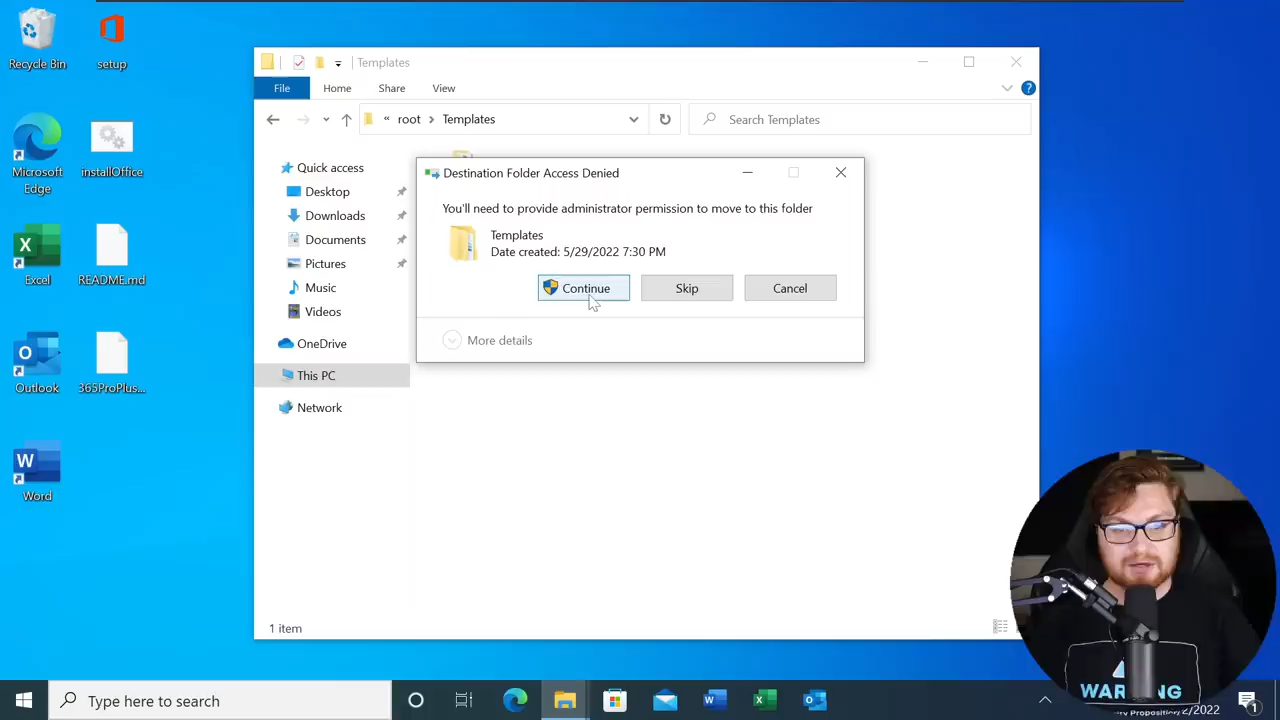 Recycle Bin
setup
Microsoft Edge
installOffice
Excel
README.md
Outlook
365ProPlus...
Word
Templates
File
Home
Share
View
«
root
Templates
Search Templates
Quick access
Desktop
Downloads
Documents
Pictures
Music
Videos
OneDrive
This PC
Network
1 item
Destination Folder Access Denied
You'll need to provide administrator permission to move to this folder
Templates
Date created: 5/29/2022 7:30 PM
Continue
Skip
Cancel
More details
WARNING
Type here to search
2/2022
1